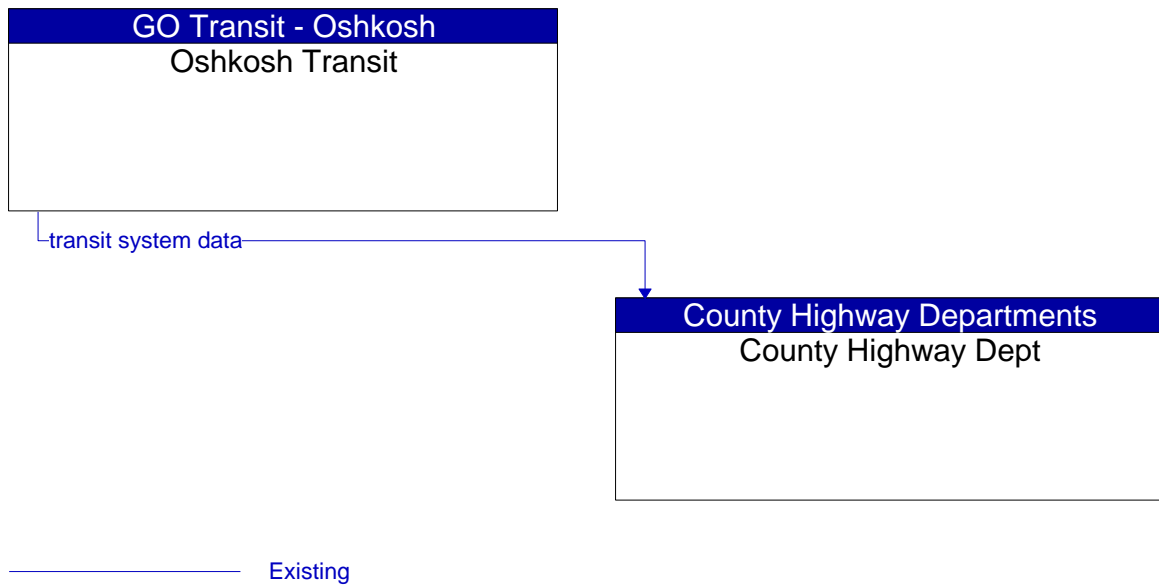 GO Transit - Oshkosh
Oshkosh Transit
transit system data
County Highway Departments
County Highway Dept
Existing